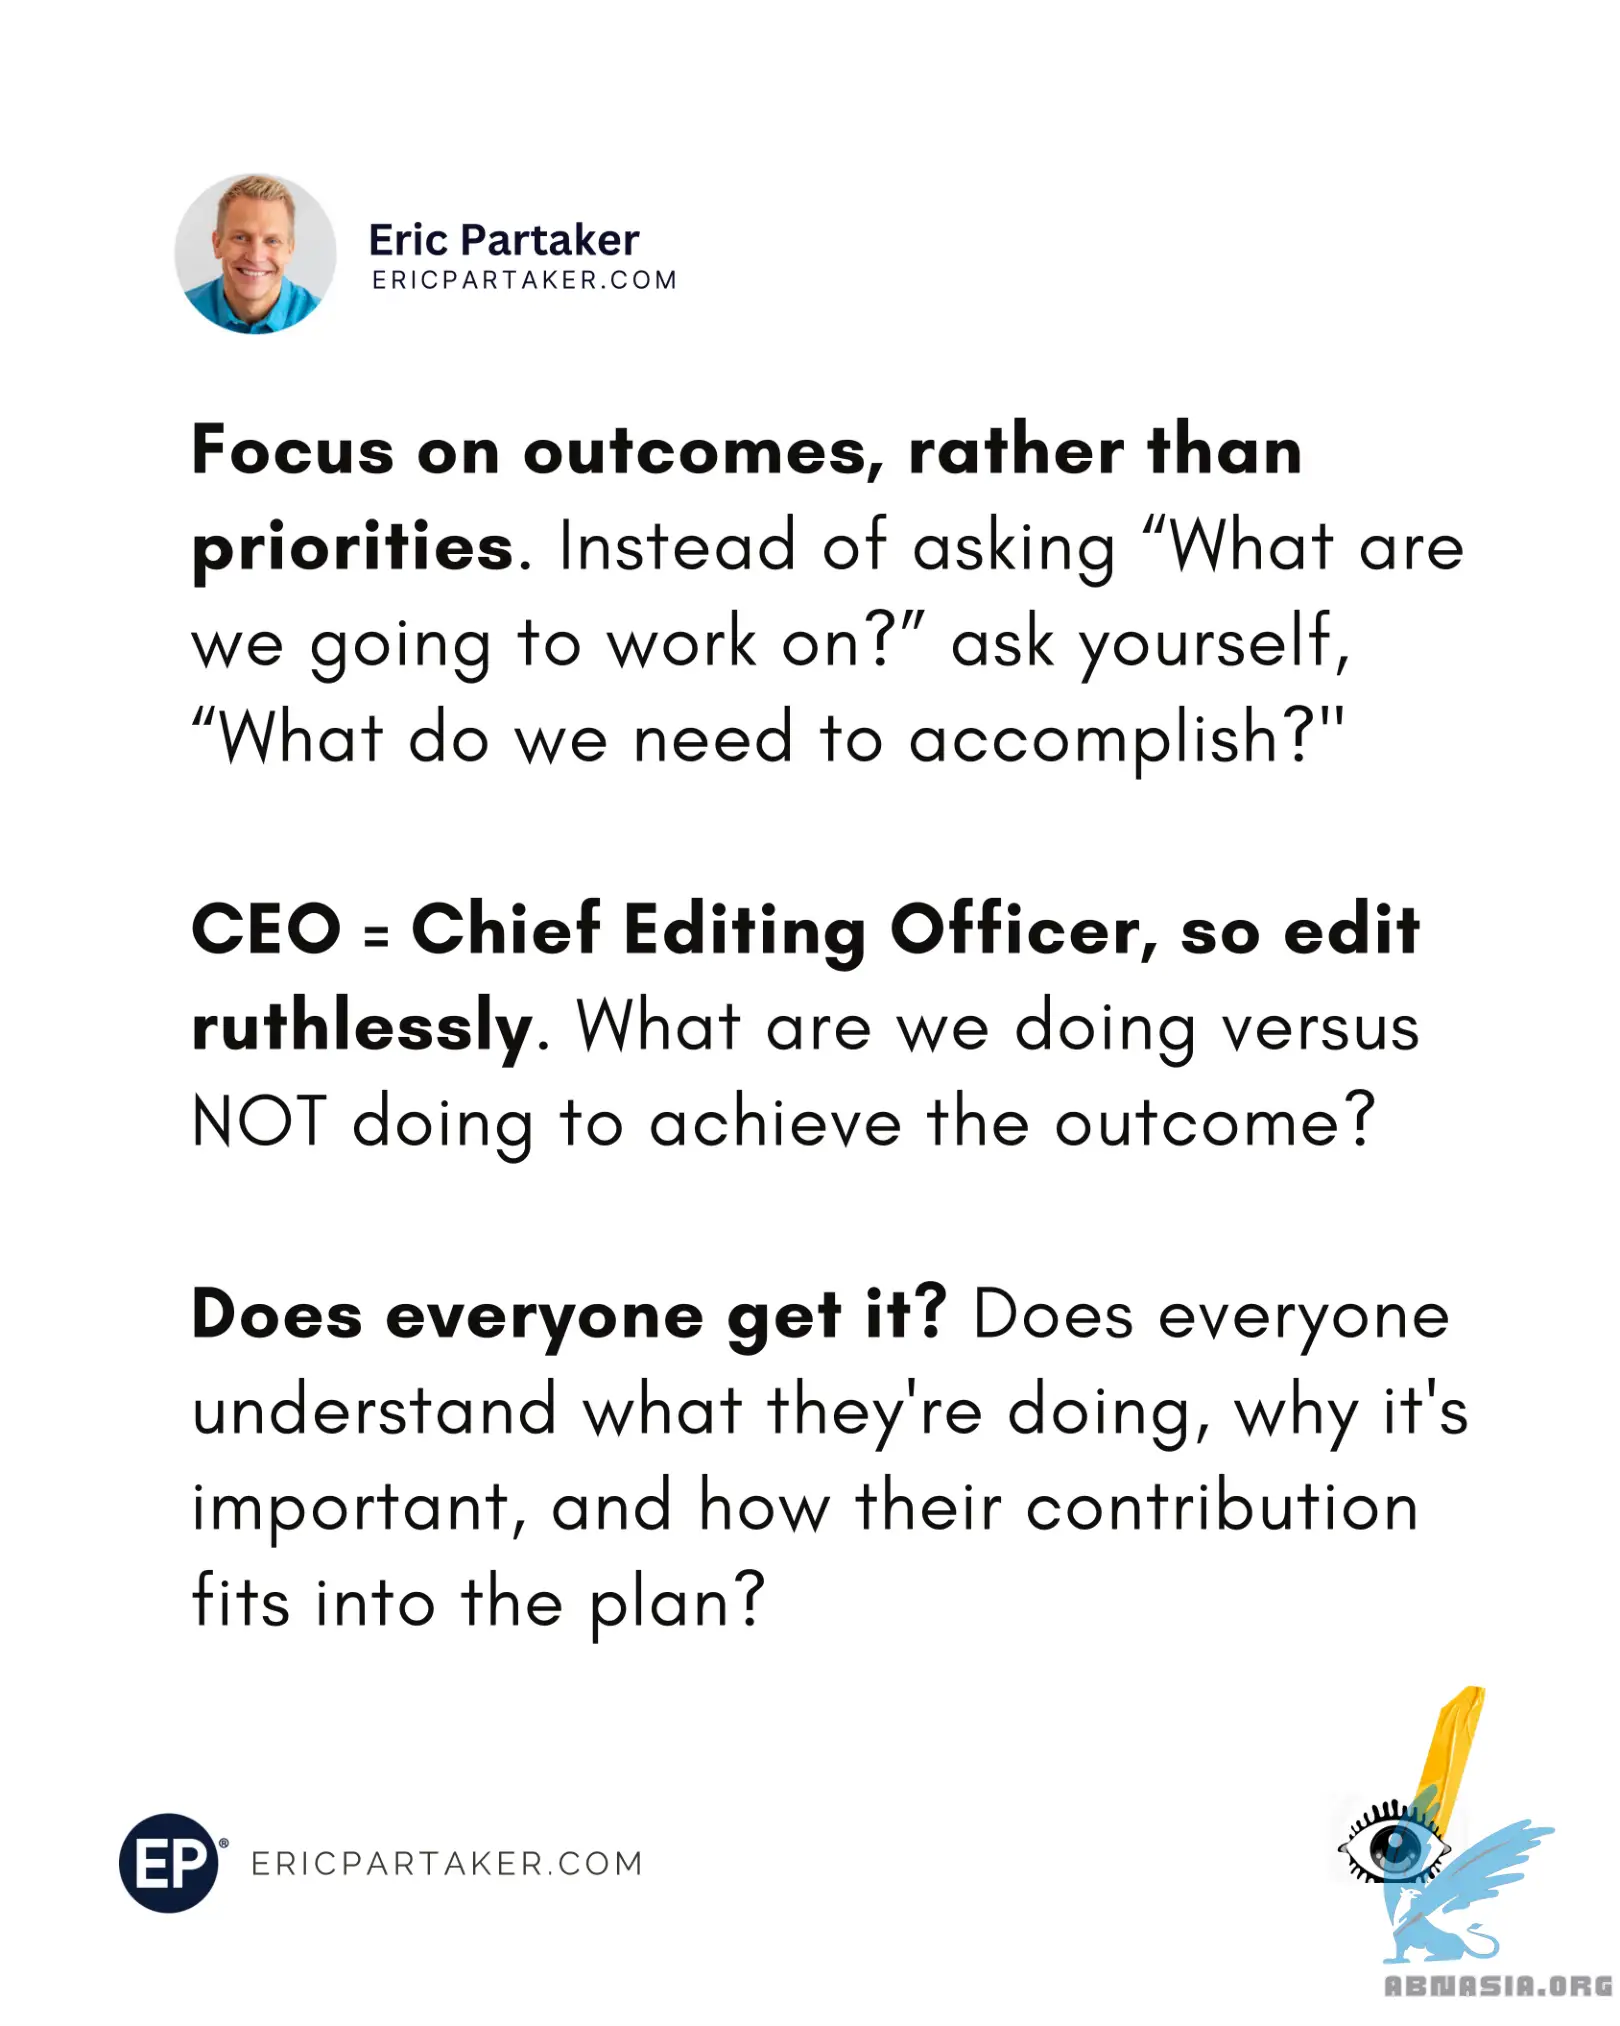 Eric Partaker
ERICPARTAKER.COM
Focus on outcomes, rather than
priorities. Instead of asking “What are
we going to work on?” ask yourself,
“What do we need to accomplish?"
CEO = Chief Editing Officer, so edit
ruthlessly. What are we doing versus
NOT doing to achieve the outcome?
Does everyone get it? Does everyone
understand what they're doing, why it's
important, and how their contribution
fits into the plan?
EP® ERICPARTAKER.COM
ABNASIA.ORG